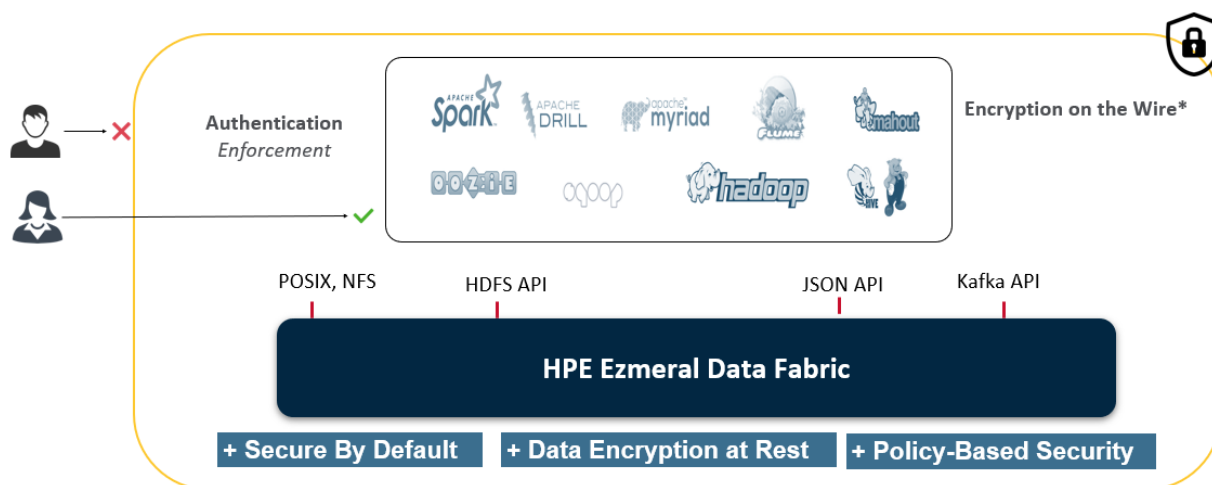 Authentication
Enforcement
APACHE
Spark
APACHE
DRILL
apache
myriad
FLUME
mahout
Encryption on the Wire*
OOZIE
sqoop
hadoop
HIVE
POSIX, NFS
HDFS API
JSON API
Kafka API
HPE Ezmeral Data Fabric
+ Secure By Default
+ Data Encryption at Rest
+ Policy-Based Security